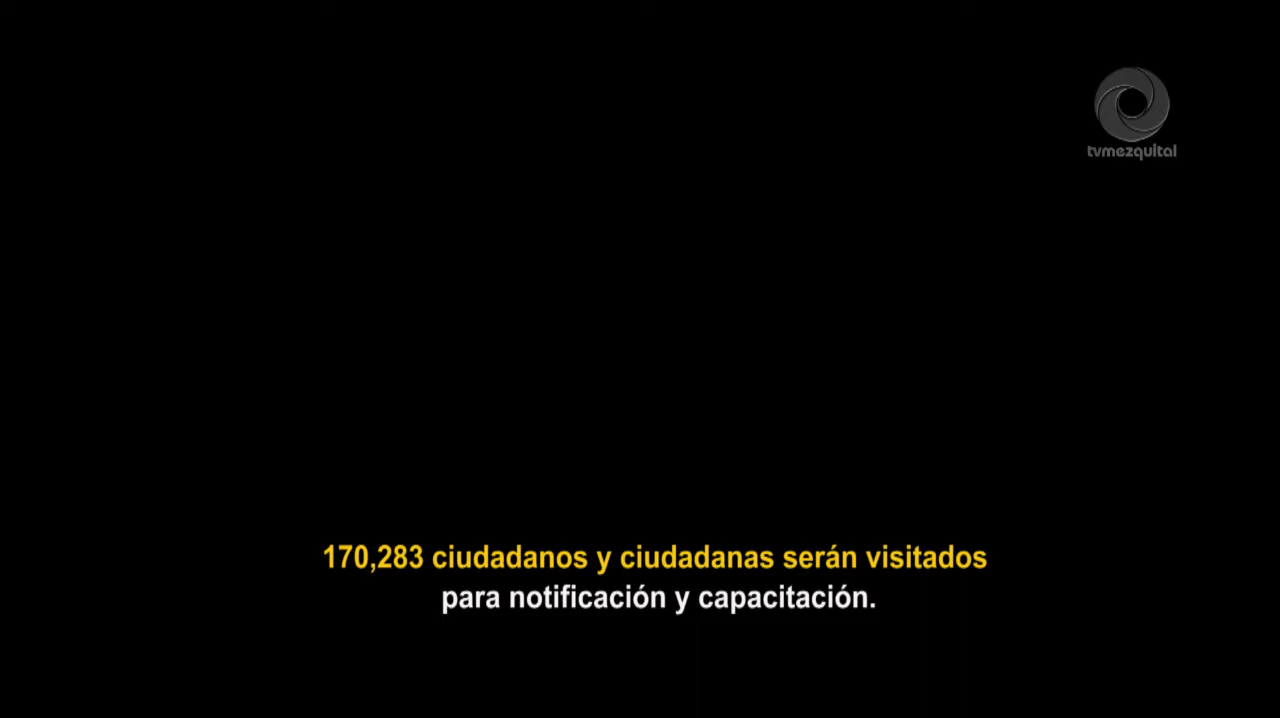 tvmezquital
170,283 ciudadanos y ciudadanas serán visitados
para notificación y capacitación.